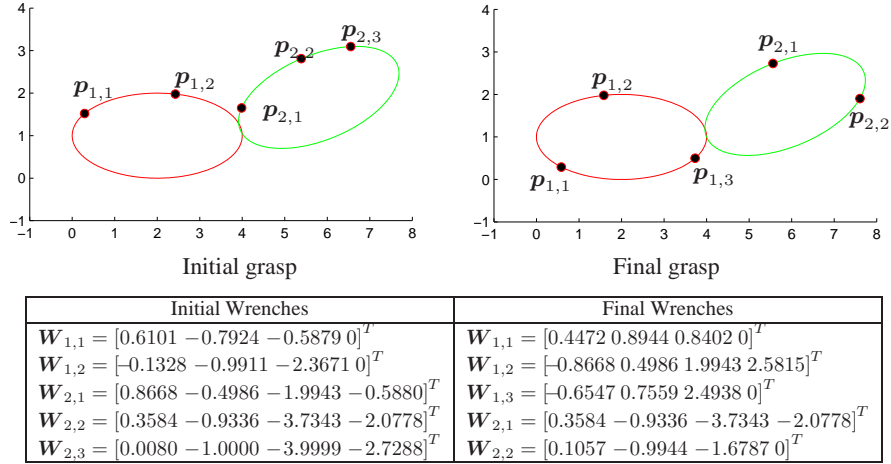 4
3
2
1
0
−1
−1 0 1 2 3 4 5 6 7 8
p1,1
p1,2
p2,1
p2,2
p2,3
Initial grasp
4
3
2
1
0
−1
−1 0 1 2 3 4 5 6 7 8
p1,1
p1,2
p1,3
p2,1
p2,2
Final grasp
Initial Wrenches Final Wrenches
W1,1 = [0.6101 −0.7924 −0.5879 0]^T W1,1 = [0.4472 0.8944 0.8402 0]^T
W1,2 = [−0.1328 −0.9911 −2.3671 0]^T W1,2 = [−0.8668 0.4986 1.9943 2.5815]^T
W2,1 = [0.8668 −0.4986 −1.9943 −0.5880]^T W1,3 = [−0.6547 0.7559 2.4938 0]^T
W2,2 = [0.3584 −0.9336 −3.7343 −2.0778]^T W2,1 = [0.3584 −0.9336 −3.7343 −2.0778]^T
W2,3 = [0.0080 −1.0000 −3.9999 −2.7288]^T W2,2 = [0.1057 −0.9944 −1.6787 0]^T